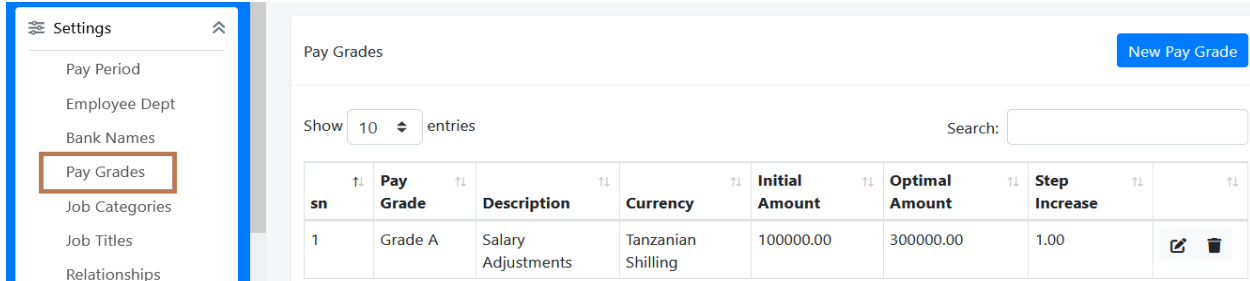 Settings
Pay Period
Employee Dept
Bank Names
Pay Grades
Job Categories
Job Titles
Relationships
Pay Grades
New Pay Grade
Show 10 entries
Search:
sn
Pay Grade
Description
Currency
Initial Amount
Optimal Amount
Step Increase
1
Grade A
Salary Adjustments
Tanzanian Shilling
100000.00
300000.00
1.00